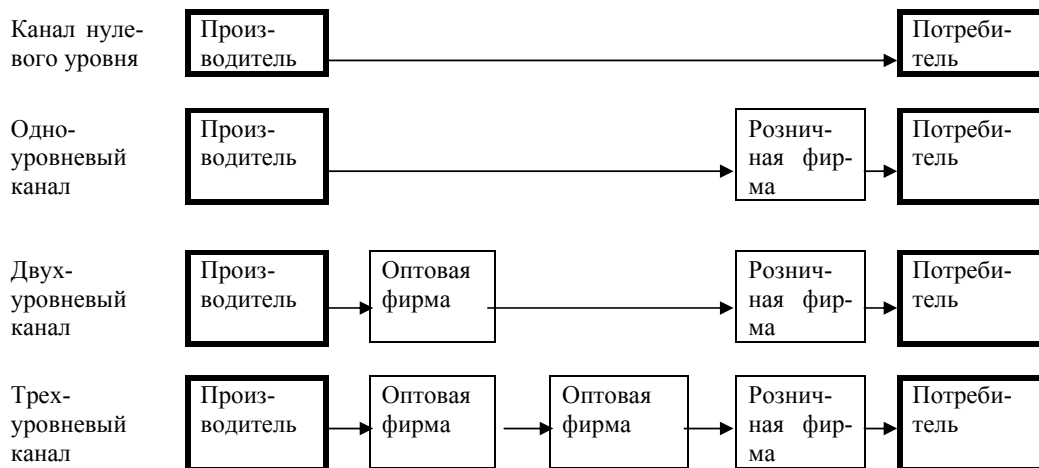 Канал нуле-
вого уровня
Произ-
водитель
Потреби-
тель
Одно-
уровневый
канал
Произ-
водитель
Рознич-
ная фир-
ма
Потреби-
тель
Двух-
уровневый
канал
Произ-
водитель
Оптовая
фирма
Рознич-
ная фир-
ма
Потреби-
тель
Трех-
уровневый
канал
Произ-
водитель
Оптовая
фирма
Оптовая
фирма
Рознич-
ная фир-
ма
Потреби-
тель